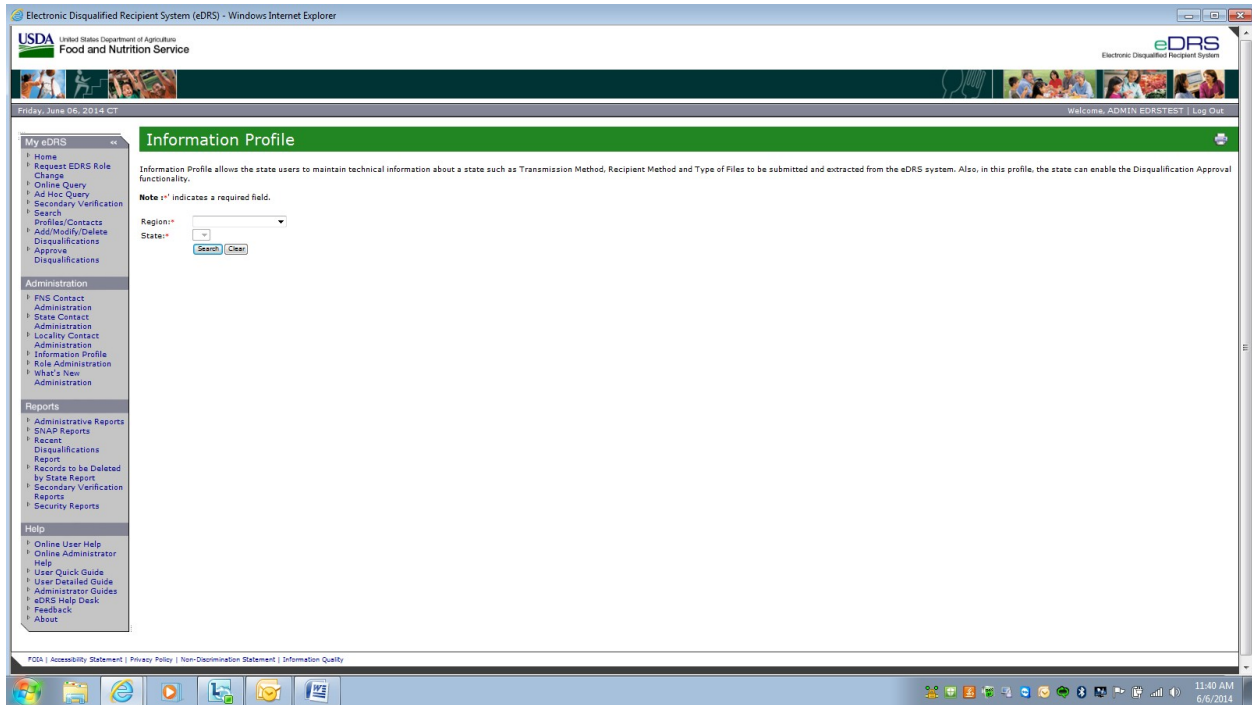 Electronic Disqualified Recipient System (eDRS) - Windows Internet Explorer
USDA United States Department of Agriculture
Food and Nutrition Service
eDRS
Electronic Disqualified Recipient System
Friday, June 06, 2014 CT
Welcome, ADMIN EDRSTEST | Log Out
My eDRS <<
Home
Request EDRS Role
Change
Online Query
Ad Hoc Query
Secondary Verification
Search
Profiles/Contacts
Add/Modify/Delete
Disqualifications
Approve
Disqualifications
Administration
FNS Contact
Administration
State Contact
Administration
Locality Contact
Administration
Information Profile
Role Administration
What's New
Administration
Reports
Administrative Reports
SNAP Reports
Recent
Disqualifications
Report
Records to be Deleted
by State Report
Secondary Verification
Reports
Security Reports
Help
Online User Help
Online Administrator
Help
User Quick Guide
User Detailed Guide
Administrator Guides
eDRS Help Desk
Feedback
About
Information Profile
Information Profile allows the state users to maintain technical information about a state such as Transmission Method, Recipient Method and Type of Files to be submitted and extracted from the eDRS system. Also, in this profile, the state can enable the Disqualification Approval
functionality.
Note :*' indicates a required field.
Region:*
State:*
Search Clear
FOIA | Accessibility Statement | Privacy Policy | Non-Discrimination Statement | Information Quality
11:40 AM
6/6/2014